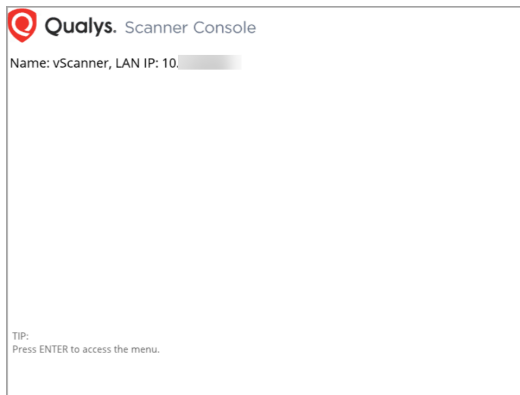 Qualys. Scanner Console
Name: vScanner, LAN IP: 10.
TIP:
Press ENTER to access the menu.